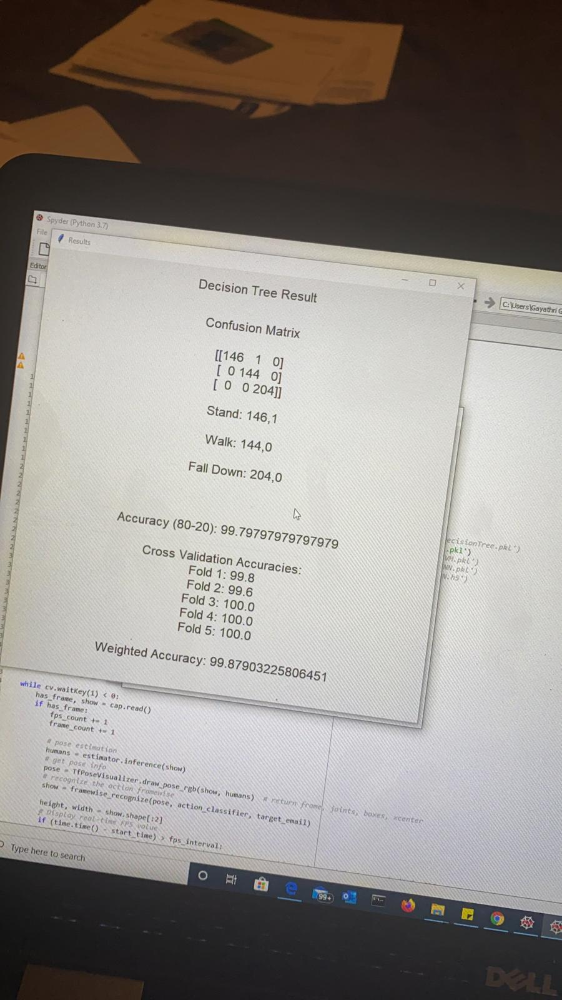 Spyder (Python 3.7)
File
Results
Editor
C:\Users\Gayathri G
Decision Tree Result
Confusion Matrix
[[146 1 0]
[ 0 144 0]
[ 0 0 204]]
Stand: 146,1
Walk: 144,0
Fall Down: 204,0
Accuracy (80-20): 99.79797979797979
Cross Validation Accuracies:
Fold 1: 99.8
Fold 2: 99.6
Fold 3: 100.0
Fold 4: 100.0
Fold 5: 100.0
Weighted Accuracy: 99.87903225806451
ecisionTree.pkl')
.pkl')
VM.pkl')
NN.pkl')
N.h5')
while cv.waitKey(1) < 0:
has_frame, show = cap.read()
if has_frame:
fps_count += 1
frame_count += 1
# pose estimation
humans = estimator.inference(show)
# get pose info
pose = TfPoseVisualizer.draw_pose_rgb(show, humans) # return frame, joints, boxes, xcenter
# recognize the action framewise
show = framewise_recognize(pose, action_classifier, target_email)
height, width = show.shape[:2]
# Display real-time FPS value
if (time.time() - start_time) > fps_interval:
Type here to search
99+
DELL